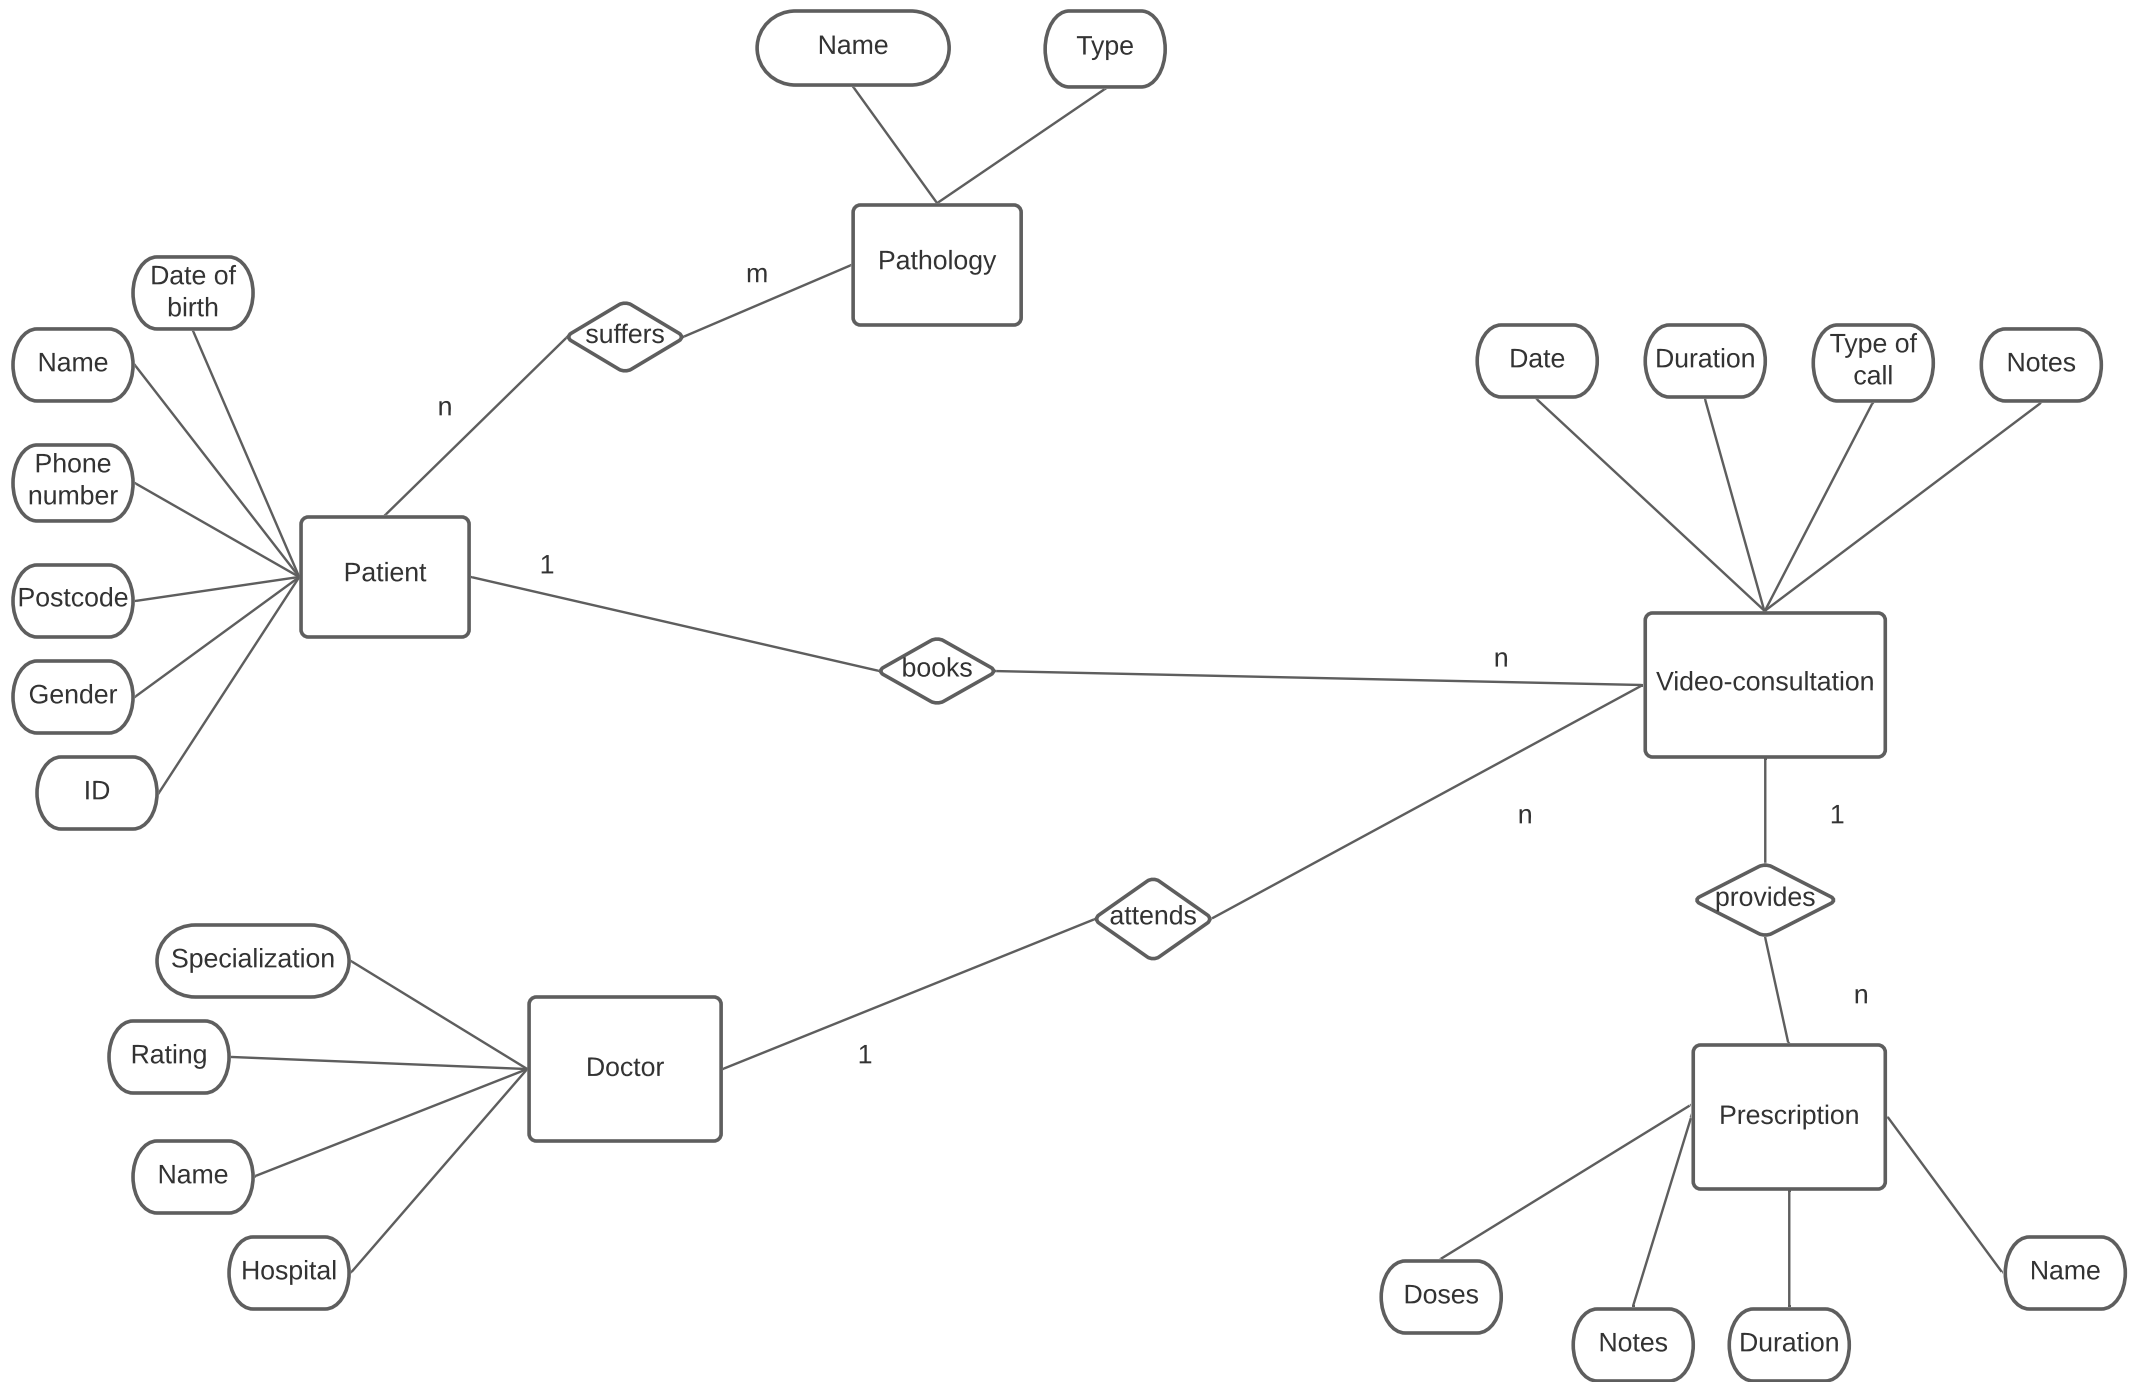 Name
Type
Pathology
m
suffers
n
Date of
birth
Name
Phone
number
Postcode
Gender
ID
Patient
1
books
n
Date
Duration
Type of
call
Notes
Video-consultation
n
1
attends
provides
1
n
Specialization
Rating
Name
Hospital
Doctor
Prescription
Doses
Notes
Duration
Name